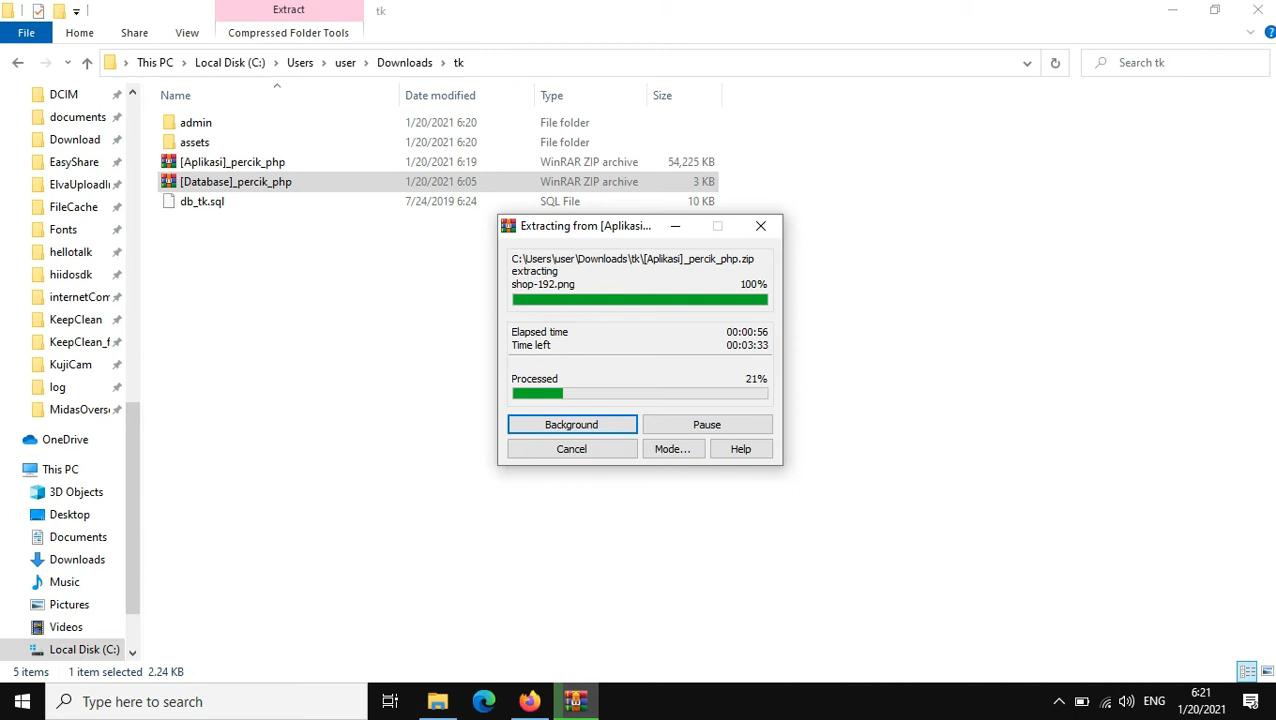 Extract
tk
File
Home
Share
View
Compressed Folder Tools
This PC
Local Disk (C:)
Users
user
Downloads
tk
Search tk
DCIM
documents
Download
EasyShare
ElvaUploadIi
FileCache
Fonts
hellotalk
hiidosdk
internetCom
KeepClean
KeepClean_f
KujiCam
log
MidasOverse
OneDrive
This PC
3D Objects
Desktop
Documents
Downloads
Music
Pictures
Videos
Local Disk (C:)
Name
Date modified
Type
Size
admin
1/20/2021 6:20
File folder
assets
1/20/2021 6:20
File folder
[Aplikasi]_percik_php
1/20/2021 6:19
WinRAR ZIP archive
54,225 KB
[Database]_percik_php
1/20/2021 6:05
WinRAR ZIP archive
3 KB
db_tk.sql
7/24/2019 6:24
SQL File
10 KB
Extracting from [Aplikasi...
C:\Users\user\Downloads\tk\[Aplikasi]_percik_php.zip
extracting
shop-192.png
100%
Elapsed time
00:00:56
Time left
00:03:33
Processed
21%
Background
Pause
Cancel
Mode...
Help
5 items
1 item selected 2.24 KB
Type here to search
ENG
6:21
1/20/2021